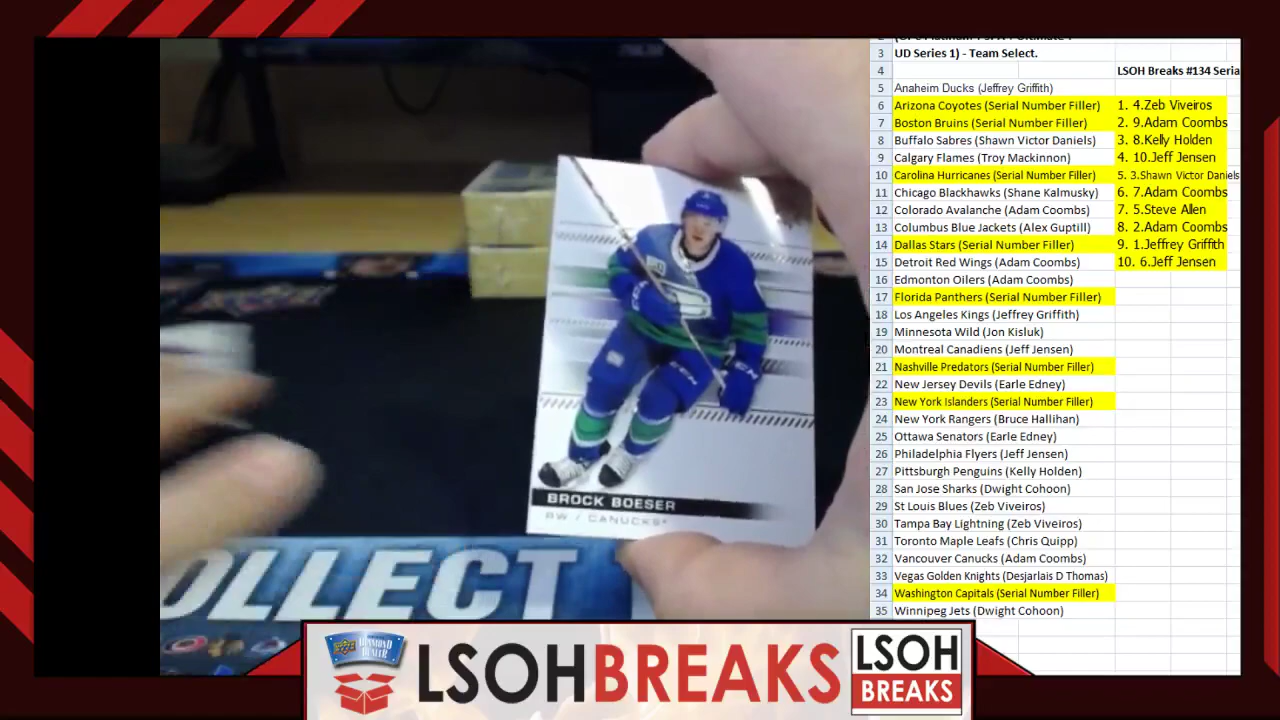 3 UD Series 1) - Team Select.
4 LSOH Breaks #134 Seria
5 Anaheim Ducks (Jeffrey Griffith)
6 Arizona Coyotes (Serial Number Filler) 1. 4.Zeb Viveiros
7 Boston Bruins (Serial Number Filler) 2. 9.Adam Coombs
8 Buffalo Sabres (Shawn Victor Daniels) 3. 8.Kelly Holden
9 Calgary Flames (Troy Mackinnon) 4. 10.Jeff Jensen
10 Carolina Hurricanes (Serial Number Filler) 5. 3.Shawn Victor Daniels
11 Chicago Blackhawks (Shane Kalmusky) 6. 7.Adam Coombs
12 Colorado Avalanche (Adam Coombs) 7. 5.Steve Allen
13 Columbus Blue Jackets (Alex Guptill) 8. 2.Adam Coombs
14 Dallas Stars (Serial Number Filler) 9. 1.Jeffrey Griffith
15 Detroit Red Wings (Adam Coombs) 10. 6.Jeff Jensen
16 Edmonton Oilers (Adam Coombs)
17 Florida Panthers (Serial Number Filler)
18 Los Angeles Kings (Jeffrey Griffith)
19 Minnesota Wild (Jon Kisluk)
20 Montreal Canadiens (Jeff Jensen)
21 Nashville Predators (Serial Number Filler)
22 New Jersey Devils (Earle Edney)
23 New York Islanders (Serial Number Filler)
24 New York Rangers (Bruce Hallihan)
25 Ottawa Senators (Earle Edney)
26 Philadelphia Flyers (Jeff Jensen)
27 Pittsburgh Penguins (Kelly Holden)
28 San Jose Sharks (Dwight Cohoon)
29 St Louis Blues (Zeb Viveiros)
30 Tampa Bay Lightning (Zeb Viveiros)
31 Toronto Maple Leafs (Chris Quipp)
32 Vancouver Canucks (Adam Coombs)
33 Vegas Golden Knights (Desjarlais D Thomas)
34 Washington Capitals (Serial Number Filler)
35 Winnipeg Jets (Dwight Cohoon)
CCM
CCM
BROCK BOESER
RW / CANUCKS
OLLECT
DIAMOND
DEALER
LSOHBREAKS
LSOH
BREAKS